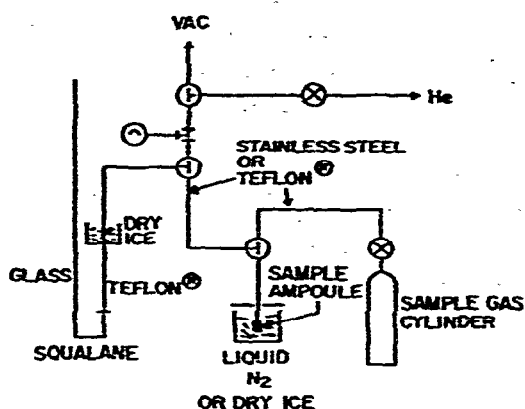 VAC
He
STAINLESS STEEL
OR
TEFLON®
DRY
ICE
GLASS
TEFLON®
SAMPLE
AMPOULE
SAMPLE GAS
CYLINDER
SQUALANE
LIQUID
N₂
OR DRY ICE